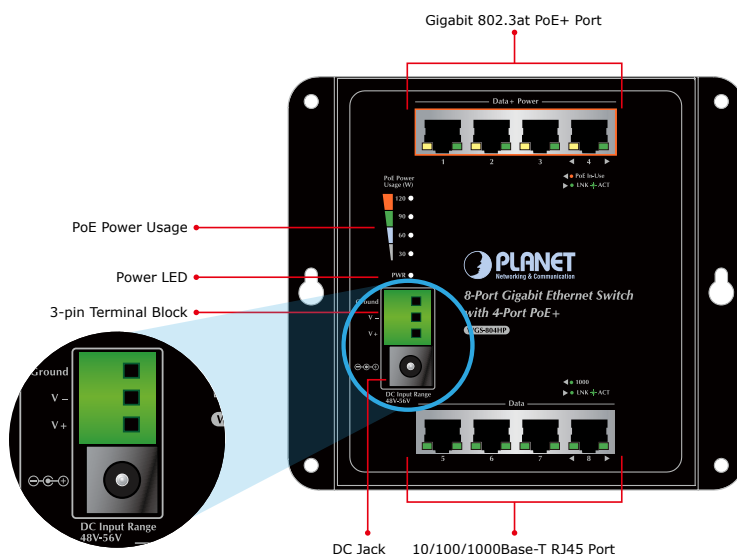 Gigabit 802.3at PoE+ Port
Data+ Power
1 2 3 ◀ 4 ▶
PoE Power
Usage (W)
◀ PoE In-Use
▶ LNK ACT
120
90
60
30
PoE Power Usage
PLANET
Networking & Communication
Power LED
PWR
8-Port Gigabit Ethernet Switch
with 4-Port PoE+
WGS-804HP
3-pin Terminal Block
Ground
V –
V +
DC Input Range
48V-56V
◀ 1000
▶ LNK ACT
Data
5 6 7 ◀ 8 ▶
Ground
V –
V +
W
DC Input Range
48V-56V
DC Jack
10/100/1000Base-T RJ45 Port